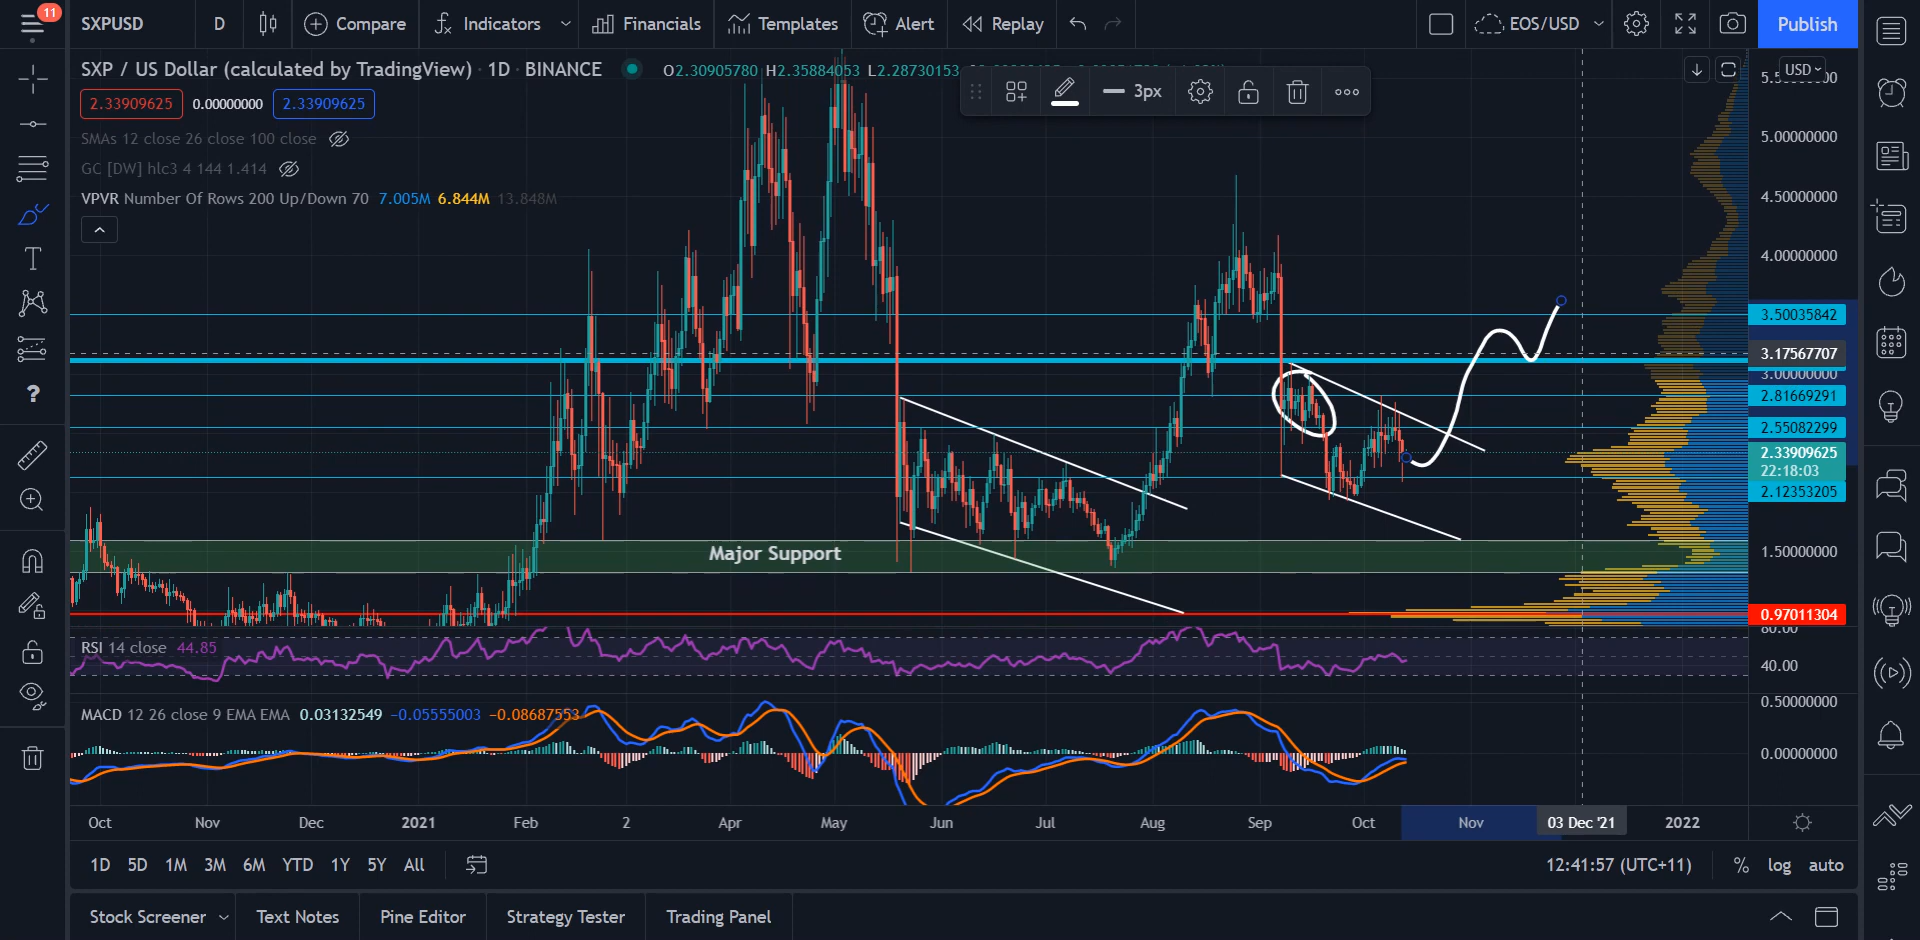 11
SXPUSD D Compare Indicators Financials Templates Alert Replay EOS/USD Publish
SXP / US Dollar (calculated by TradingView) · 1D · BINANCE O2.30905780 H2.35884053 L2.28730153
USD
2.33909625 0.00000000 2.33909625
3px
SMAs 12 close 26 close 100 close
GC [DW] hlc3 4 144 1.414
VPVR Number Of Rows 200 Up/Down 70 7.005M 6.844M 13.848M
5.00000000
4.50000000
4.00000000
3.50035842
3.17567707
3.00000000
2.81669291
2.55082299
2.33909625
22:18:03
2.12353205
Major Support
1.50000000
0.97011304
RSI 14 close 44.85
40.00
MACD 12 26 close 9 EMA EMA 0.03132549 −0.05555003 −0.08687553
0.50000000
0.00000000
Oct Nov Dec 2021 Feb 2 Apr May Jun Jul Aug Sep Oct Nov 03 Dec '21 2022
1D 5D 1M 3M 6M YTD 1Y 5Y All 12:41:57 (UTC+11) % log auto
Stock Screener Text Notes Pine Editor Strategy Tester Trading Panel